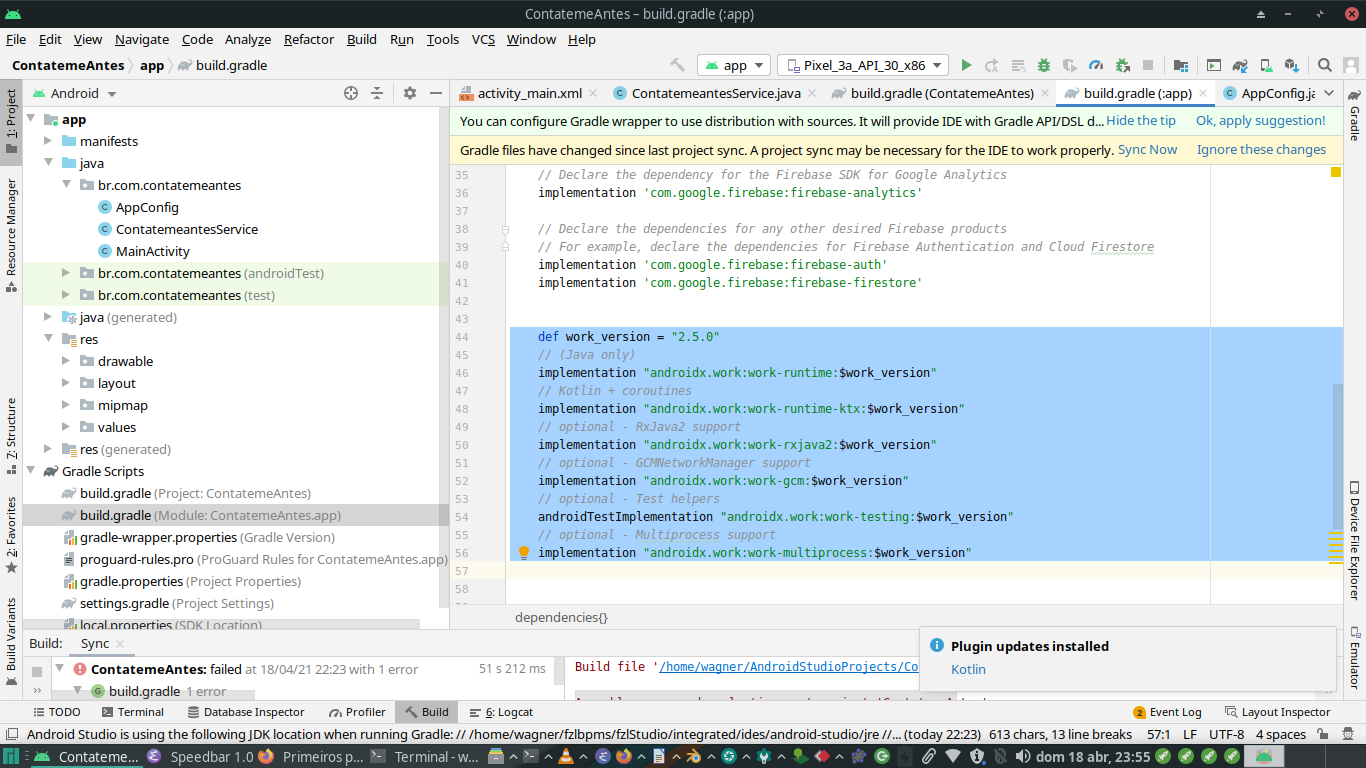 ContatemeAntes – build.gradle (:app)
File Edit View Navigate Code Analyze Refactor Build Run Tools VCS Window Help
ContatemeAntes app build.gradle
app Pixel_3a_API_30_x86
1: Project
Resource Manager
7: Structure
2: Favorites
Build Variants
Android
app
manifests
java
br.com.contatemeantes
AppConfig
ContatemeantesService
MainActivity
br.com.contatemeantes (androidTest)
br.com.contatemeantes (test)
java (generated)
res
drawable
layout
mipmap
values
res (generated)
Gradle Scripts
build.gradle (Project: ContatemeAntes)
build.gradle (Module: ContatemeAntes.app)
gradle-wrapper.properties (Gradle Version)
proguard-rules.pro (ProGuard Rules for ContatemeAntes.app)
gradle.properties (Project Properties)
settings.gradle (Project Settings)
local.properties (SDK Location)
activity_main.xml ContatemeantesService.java build.gradle (ContatemeAntes) build.gradle (:app) AppConfig.ja
You can configure Gradle wrapper to use distribution with sources. It will provide IDE with Gradle API/DSL d... Hide the tip Ok, apply suggestion!
Gradle files have changed since last project sync. A project sync may be necessary for the IDE to work properly. Sync Now Ignore these changes
35 // Declare the dependency for the Firebase SDK for Google Analytics
36 implementation 'com.google.firebase:firebase-analytics'
37
38 // Declare the dependencies for any other desired Firebase products
39 // For example, declare the dependencies for Firebase Authentication and Cloud Firestore
40 implementation 'com.google.firebase:firebase-auth'
41 implementation 'com.google.firebase:firebase-firestore'
42
43
44 def work_version = "2.5.0"
45 // (Java only)
46 implementation "androidx.work:work-runtime:$work_version"
47 // Kotlin + coroutines
48 implementation "androidx.work:work-runtime-ktx:$work_version"
49 // optional - RxJava2 support
50 implementation "androidx.work:work-rxjava2:$work_version"
51 // optional - GCMNetworkManager support
52 implementation "androidx.work:work-gcm:$work_version"
53 // optional - Test helpers
54 androidTestImplementation "androidx.work:work-testing:$work_version"
55 // optional - Multiprocess support
56 implementation "androidx.work:work-multiprocess:$work_version"
57
58
dependencies{}
Gradle
Device File Explorer
Emulator
Build: Sync
ContatemeAntes: failed at 18/04/21 22:23 with 1 error 51 s 212 ms
build.gradle 1 error
Build file '/home/wagner/AndroidStudioProjects/Co
Plugin updates installed
Kotlin
TODO Terminal Database Inspector Profiler Build 6: Logcat 2 Event Log Layout Inspector
Android Studio is using the following JDK location when running Gradle: // /home/wagner/fzlbpms/fzlStudio/integrated/ides/android-studio/jre //... (today 22:23) 613 chars, 13 line breaks 57:1 LF UTF-8 4 spaces
Contateme... Speedbar 1.0 Primeiros p... Terminal - w... dom 18 abr, 23:55